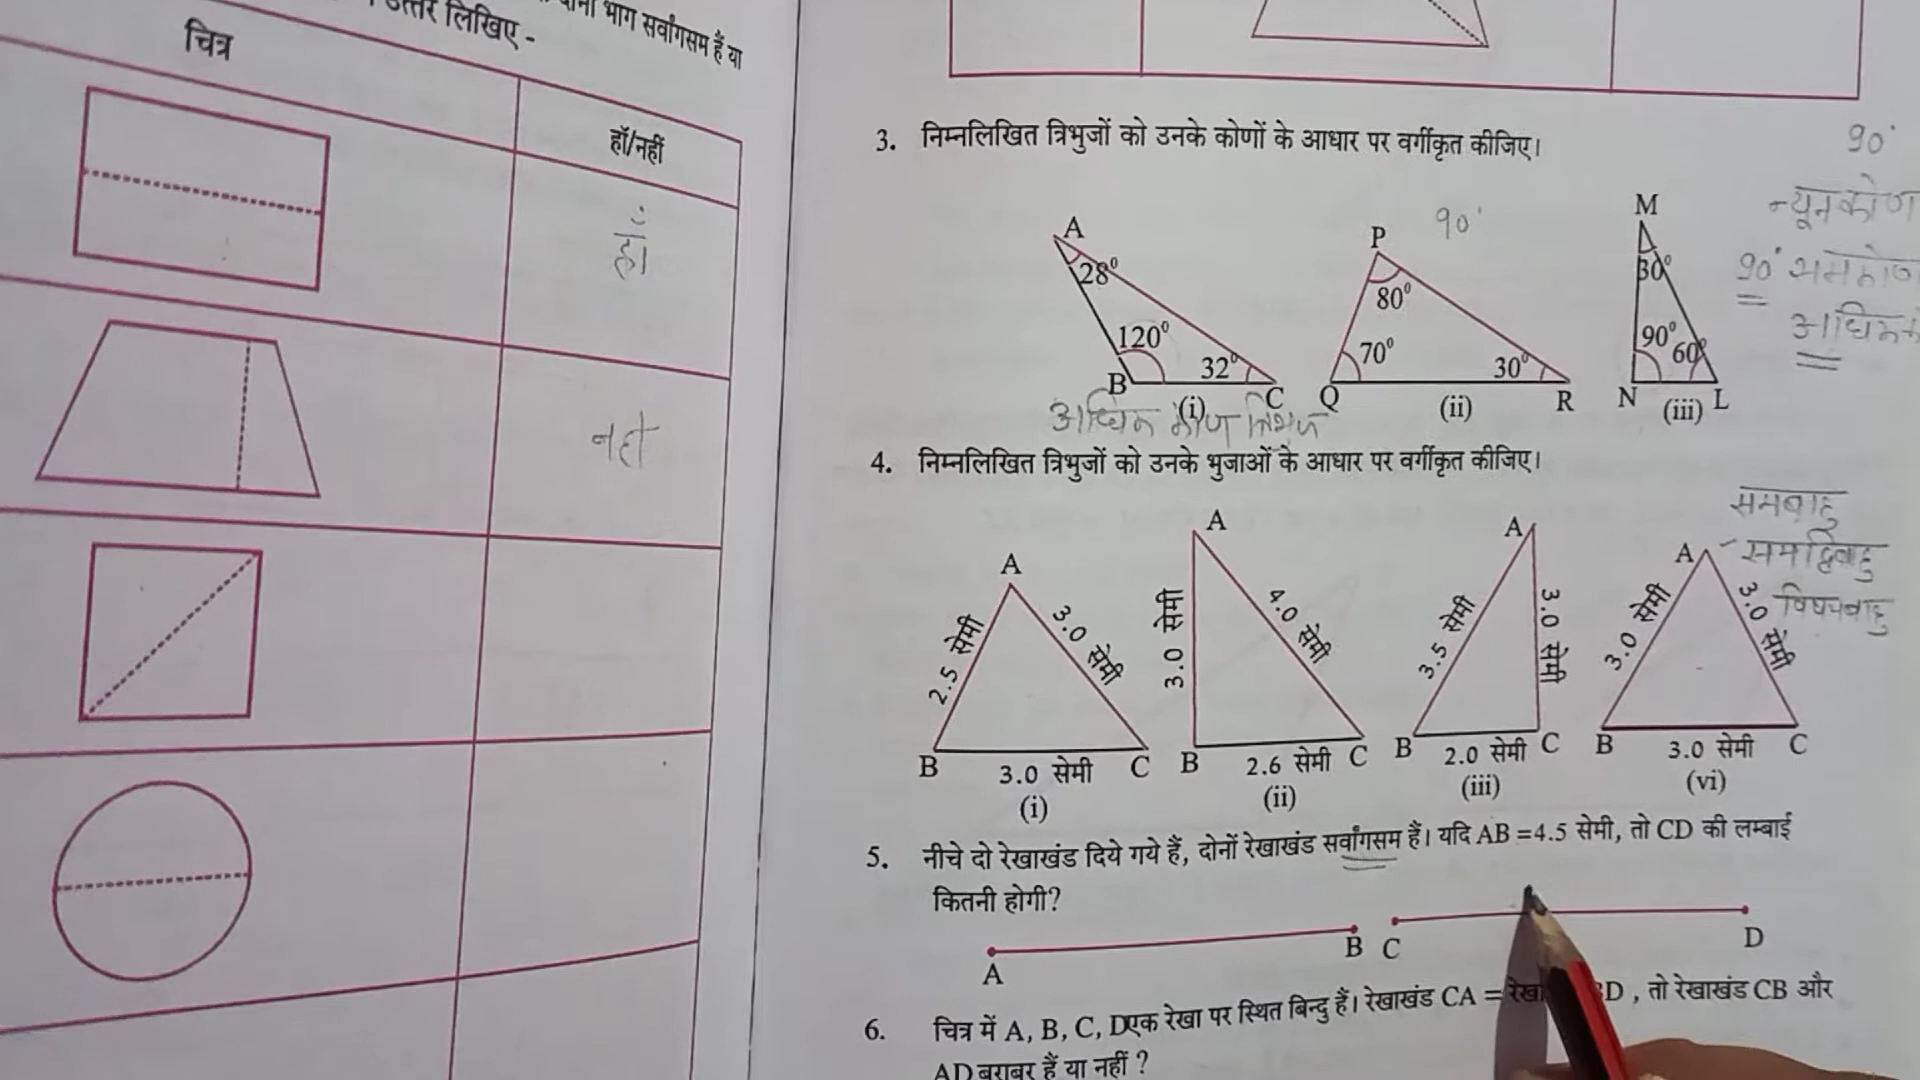 उत्तर लिखिए -
भाग सर्वांगसम हैं या
चित्र
हाँ/नहीं
हाँ
नहीं
3. निम्नलिखित त्रिभुजों को उनके कोणों के आधार पर वर्गीकृत कीजिए।
90°
न्यूनकोण
90° समकोण
90°
A
28°
120°
32°
B
C
(i)
P
80°
70°
30°
Q
R
(ii)
M
30°
90°
60
N
L
(iii)
अधिक कोण त्रिभुज
4. निम्नलिखित त्रिभुजों को उनके भुजाओं के आधार पर वर्गीकृत कीजिए।
समबाहु
समद्विबाहु
विषमबाहु
A
2.5 सेमी
3.0 सेमी
B
3.0 सेमी
C
(i)
A
3.0 सेमी
4.0 सेमी
B
2.6 सेमी
C
(ii)
A
3.5 सेमी
3.0 सेमी
B
2.0 सेमी
C
(iii)
A
3.0 सेमी
3.0 सेमी
B
3.0 सेमी
C
(vi)
5. नीचे दो रेखाखंड दिये गये हैं, दोनों रेखाखंड सर्वांगसम हैं। यदि AB =4.5 सेमी, तो CD की लम्बाई
कितनी होगी?
A
B
C
D
6. चित्र में A, B, C, Dएक रेखा पर स्थित बिन्दु हैं। रेखाखंड CA = D , तो रेखाखंड CB और
AD बराबर हैं या नहीं ?